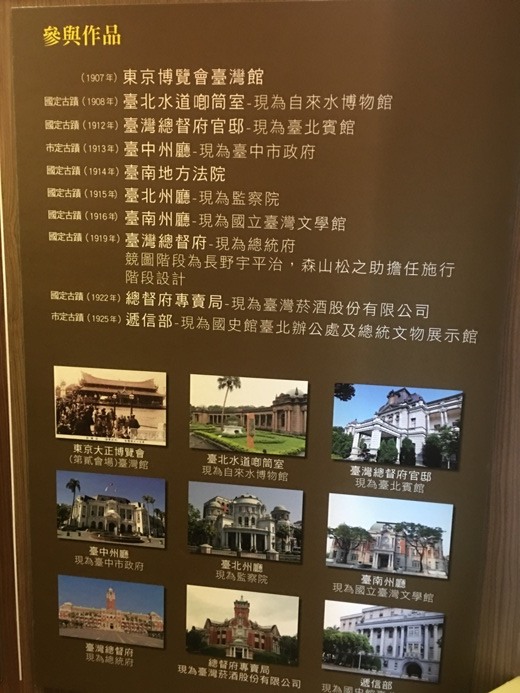 參與作品
(1907年) 東京博覽會臺灣館
國定古蹟 (1908年) 臺北水道唧筒室-現為自來水博物館
國定古蹟 (1912年) 臺灣總督府官邸-現為臺北賓館
市定古蹟 (1913年) 臺中州廳-現為臺中市政府
國定古蹟 (1914年) 臺南地方法院
國定古蹟 (1915年) 臺北州廳-現為監察院
國定古蹟 (1916年) 臺南州廳-現為國立臺灣文學館
國定古蹟 (1919年) 臺灣總督府-現為總統府
競圖階段為長野宇平治，森山松之助擔任施行
階段設計
國定古蹟 (1922年) 總督府專賣局-現為臺灣菸酒股份有限公司
市定古蹟 (1925年) 遞信部-現為國史館臺北辦公處及總統文物展示館
東京大正博覽會
(第貳會場)臺灣館
臺北水道唧筒室
現為自來水博物館
臺灣總督府官邸
現為臺北賓館
臺中州廳
現為臺中市政府
臺北州廳
現為監察院
臺南州廳
現為國立臺灣文學館
臺灣總督府
現為總統府
總督府專賣局
現為臺灣菸酒股份有限公司
遞信部
現為國史館